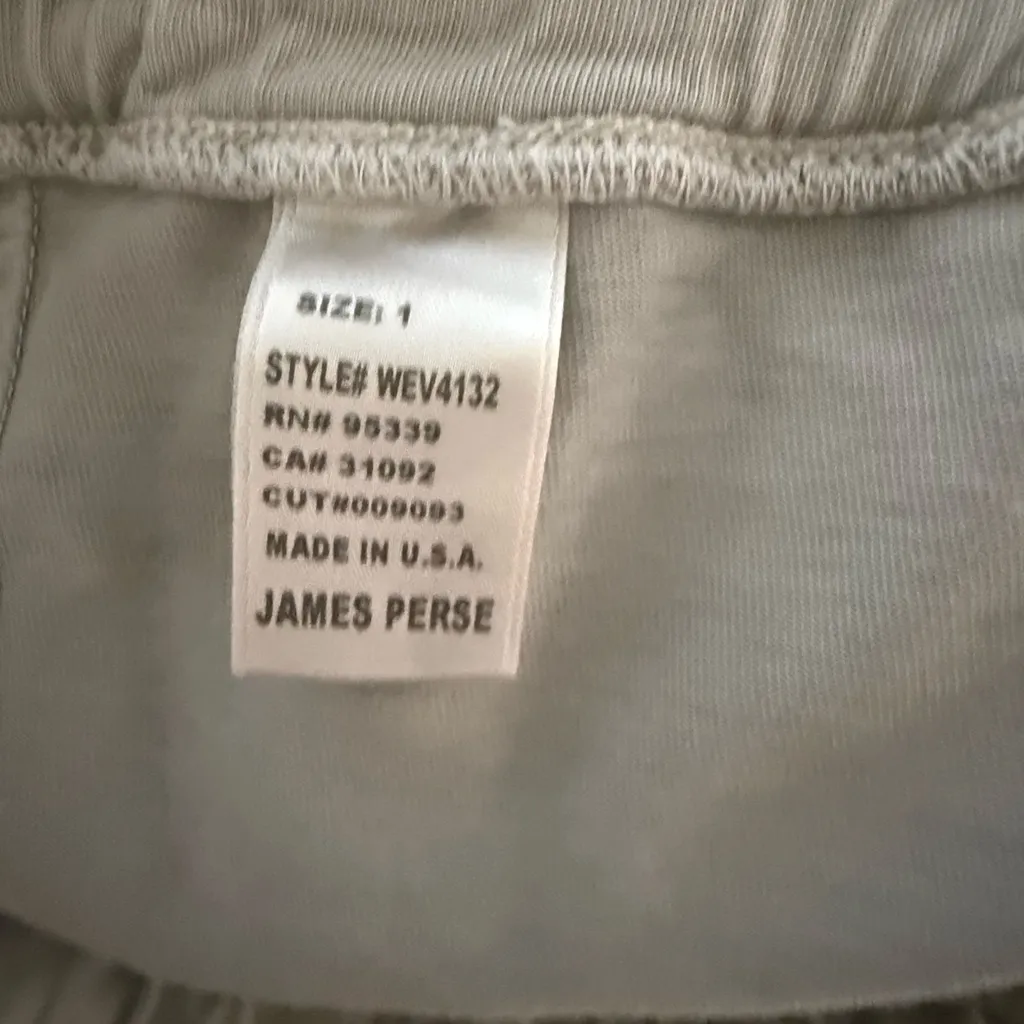 SIZE: 1
STYLE# WEV4132
RN# 95339
CA# 31092
CUT#009093
MADE IN U.S.A.
JAMES PERSE